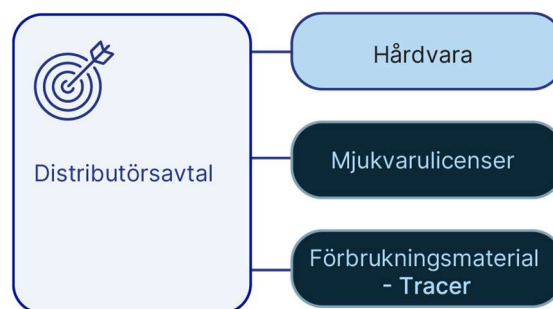 Distributörsavtal
Hårdvara
Mjukvarulicenser
Förbrukningsmaterial
- Tracer